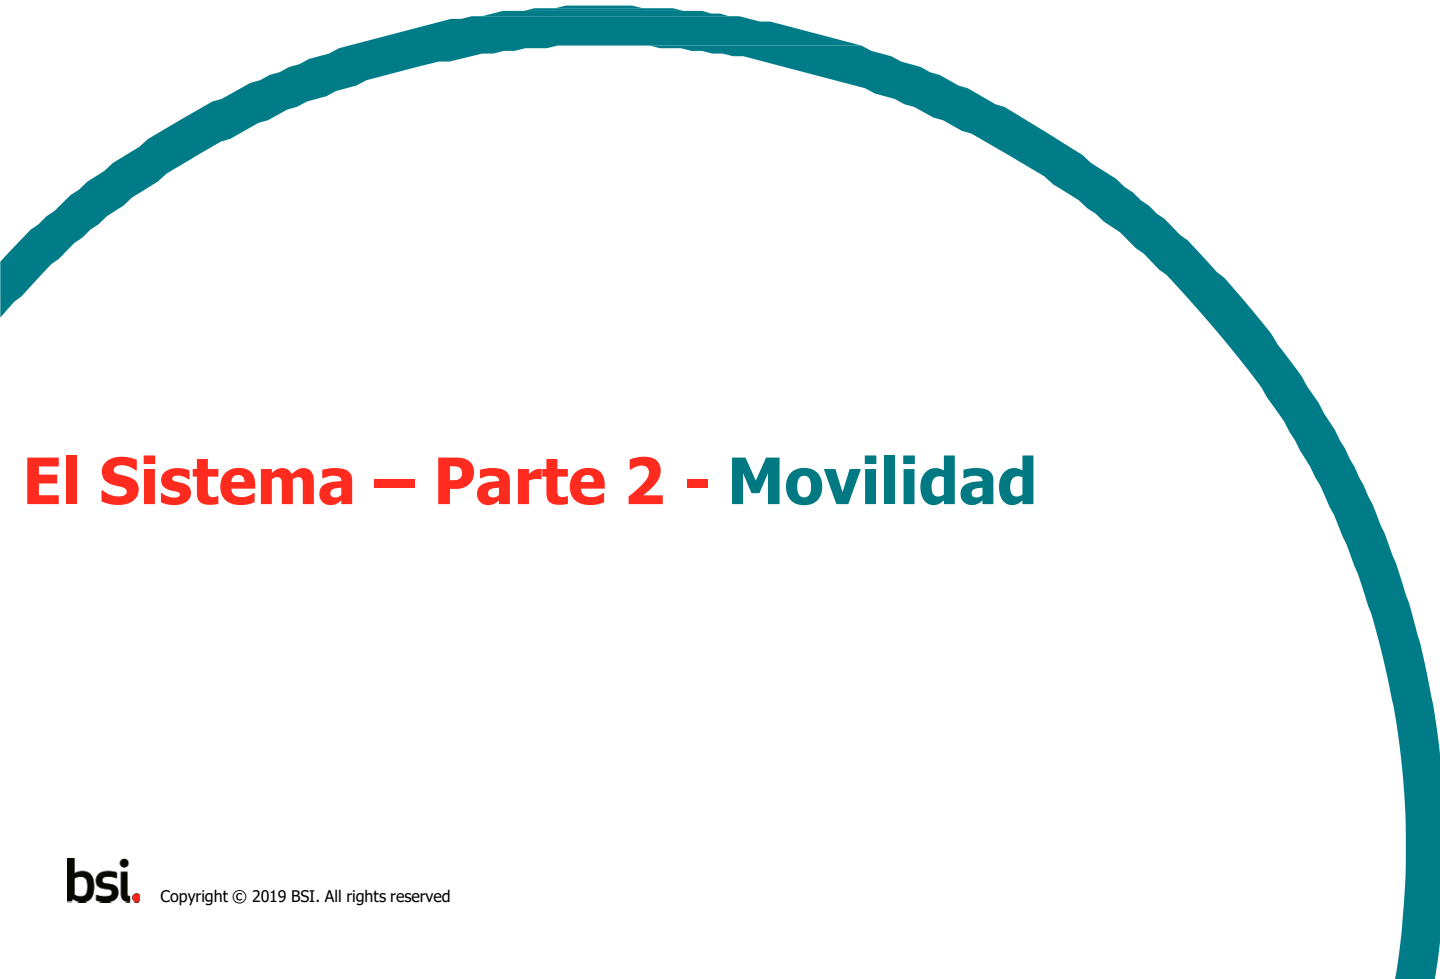 El Sistema – Parte 2 - Movilidad
bsi. Copyright © 2019 BSI. All rights reserved